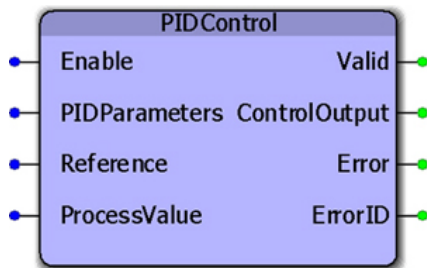 PIDControl
Enable Valid
PIDParameters ControlOutput
Reference Error
ProcessValue ErrorID